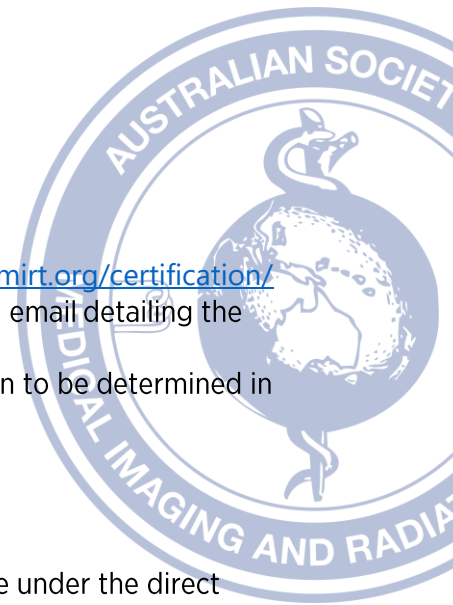 AUSTRALIAN SOCIET
mirt.org/certification/
email detailing the
n to be determined in
MEDICAL IMAGING AND RADIAT
e under the direct